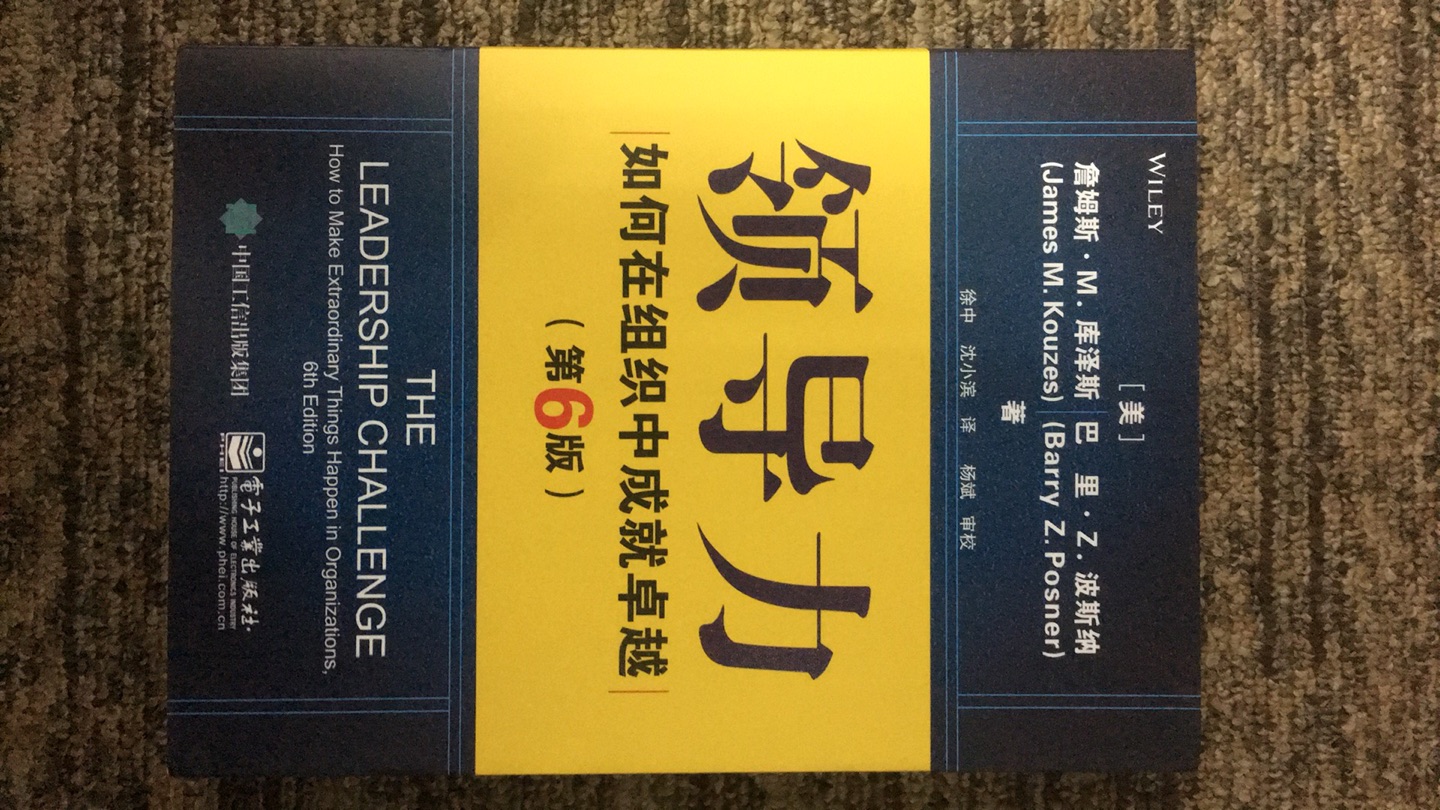 WILEY
[美]
詹姆斯·M. 库泽斯 巴 里·Z. 波斯纳
(James M. Kouzes) (Barry Z. Posner)
著
徐中 沈小滨 译 杨斌 审校
领导力
如何在组织中成就卓越
(第6版)
THE
LEADERSHIP CHALLENGE
How to Make Extraordinary Things Happen in Organizations,
6th Edition
中国工信出版集团
PHEI
電子工業出版社·
PUBLISHING HOUSE OF ELECTRONICS INDUSTRY
http://www.phei.com.cn